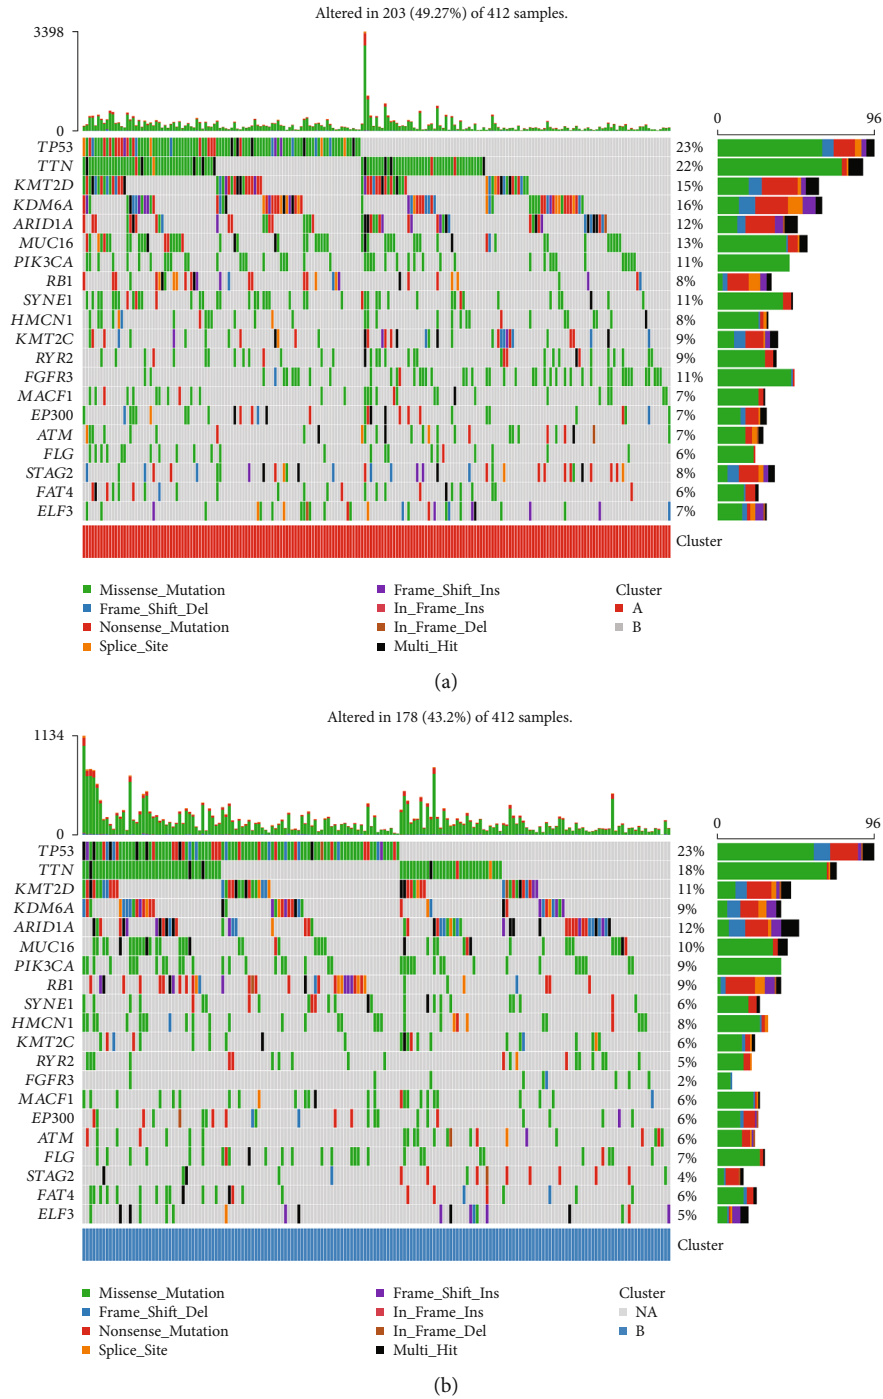 Altered in 203 (49.27%) of 412 samples.
3398
0
0 96
TP53 23%
TTN 22%
KMT2D 15%
KDM6A 16%
ARID1A 12%
MUC16 13%
PIK3CA 11%
RB1 8%
SYNE1 11%
HMCN1 8%
KMT2C 9%
RYR2 9%
FGFR3 11%
MACF1 7%
EP300 7%
ATM 7%
FLG 6%
STAG2 8%
FAT4 6%
ELF3 7%
Cluster
Missense_Mutation Frame_Shift_Ins Cluster
Frame_Shift_Del In_Frame_Ins A
Nonsense_Mutation In_Frame_Del B
Splice_Site Multi_Hit
(a)
Altered in 178 (43.2%) of 412 samples.
1134
0
0 96
TP53 23%
TTN 18%
KMT2D 11%
KDM6A 9%
ARID1A 12%
MUC16 10%
PIK3CA 9%
RB1 9%
SYNE1 6%
HMCN1 8%
KMT2C 6%
RYR2 5%
FGFR3 2%
MACF1 6%
EP300 6%
ATM 6%
FLG 7%
STAG2 4%
FAT4 6%
ELF3 5%
Cluster
Missense_Mutation Frame_Shift_Ins Cluster
Frame_Shift_Del In_Frame_Ins NA
Nonsense_Mutation In_Frame_Del B
Splice_Site Multi_Hit
(b)